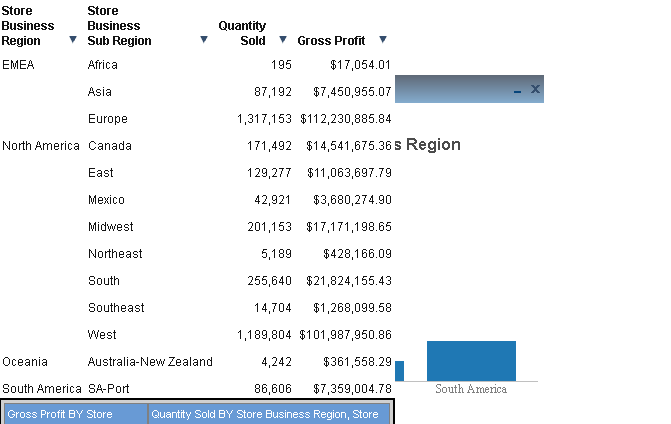 Store Business Region
Store Business Sub Region
Quantity Sold
Gross Profit
EMEA Africa 195 $17,054.01
Asia 87,192 $7,450,955.07
Europe 1,317,153 $112,230,885.84
North America Canada 171,492 $14,541,675.36
s Region
East 129,277 $11,063,697.79
Mexico 42,921 $3,680,274.90
Midwest 201,153 $17,171,198.65
Northeast 5,189 $428,166.09
South 255,640 $21,824,155.43
Southeast 14,704 $1,268,099.58
West 1,189,804 $101,987,950.86
Oceania Australia-New Zealand 4,242 $361,558.29
South America SA-Port 86,606 $7,359,004.78
South America
Gross Profit BY Store
Quantity Sold BY Store Business Region, Store